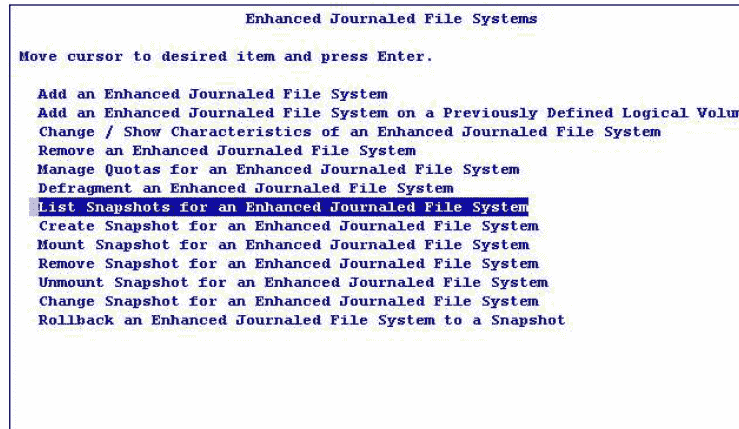 Enhanced Journaled File Systems
Move cursor to desired item and press Enter.
Add an Enhanced Journaled File System
Add an Enhanced Journaled File System on a Previously Defined Logical Volum
Change / Show Characteristics of an Enhanced Journaled File System
Remove an Enhanced Journaled File System
Manage Quotas for an Enhanced Journaled File System
Defragment an Enhanced Journaled File System
List Snapshots for an Enhanced Journaled File System
Create Snapshot for an Enhanced Journaled File System
Mount Snapshot for an Enhanced Journaled File System
Remove Snapshot for an Enhanced Journaled File System
Unmount Snapshot for an Enhanced Journaled File System
Change Snapshot for an Enhanced Journaled File System
Rollback an Enhanced Journaled File System to a Snapshot